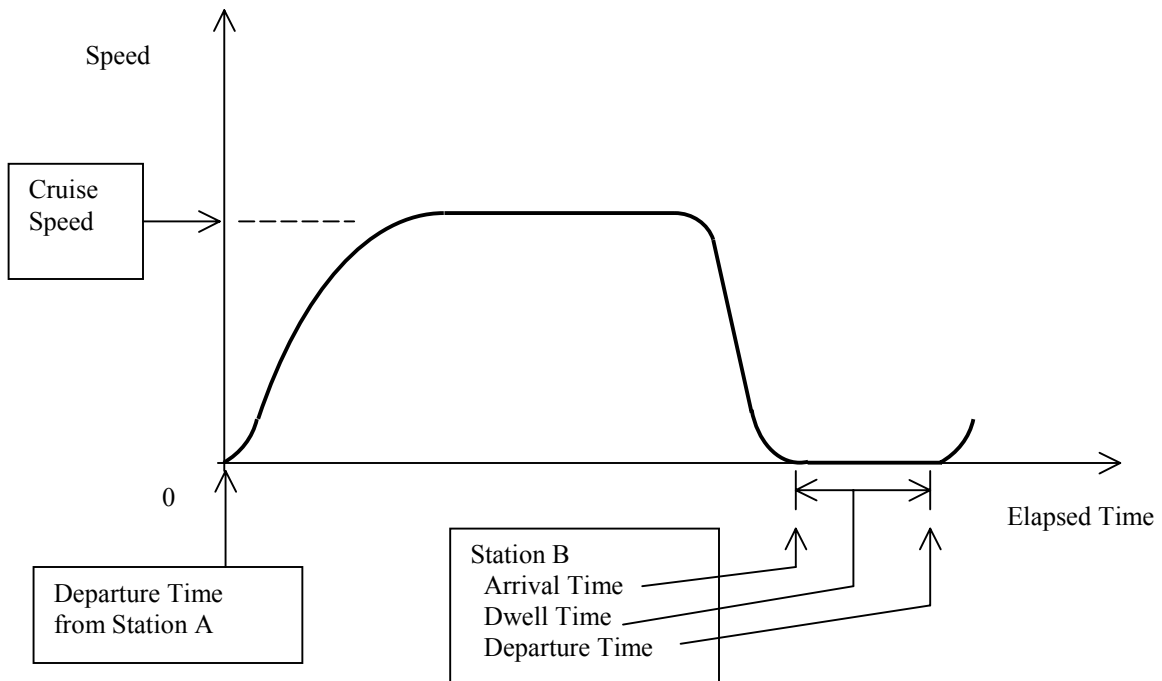 Speed
Cruise
Speed
0
Elapsed Time
Departure Time
from Station A
Station B
Arrival Time
Dwell Time
Departure Time